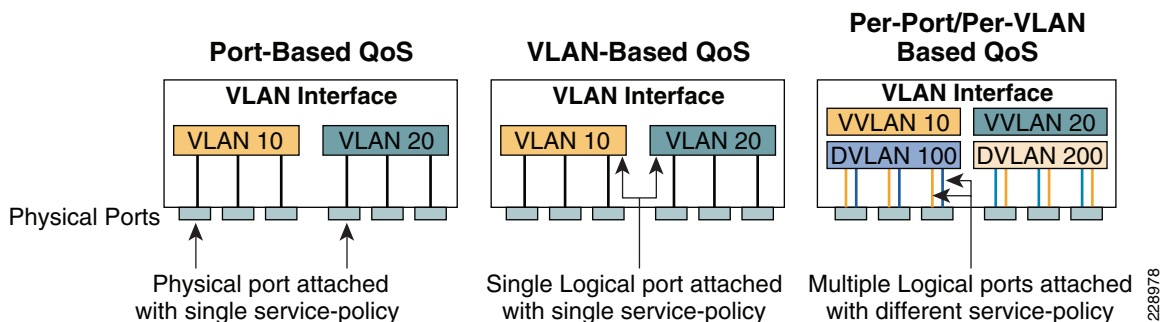 Port-Based QoS
VLAN Interface
VLAN 10
VLAN 20
Physical Ports
Physical port attached
with single service-policy
VLAN-Based QoS
VLAN Interface
VLAN 10
VLAN 20
Single Logical port attached
with single service-policy
Per-Port/Per-VLAN
Based QoS
VLAN Interface
VVLAN 10
VVLAN 20
DVLAN 100
DVLAN 200
Multiple Logical ports attached
with different service-policy
228978